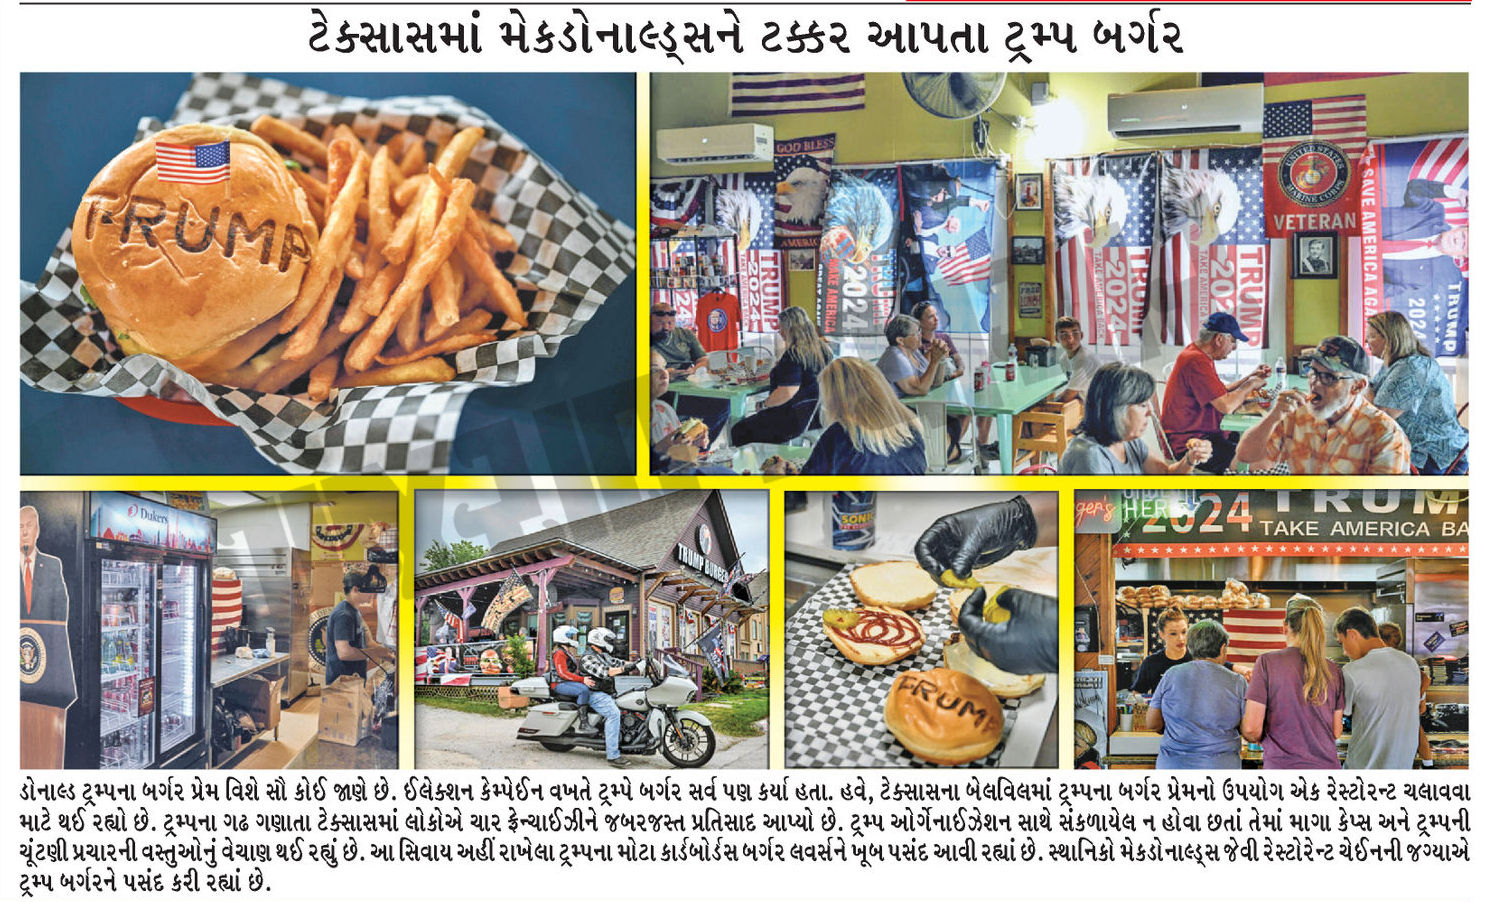 ટેક્સાસમાં મેકડોનાલ્ડ્સને ટક્કર આપતા ટ્રમ્પ બર્ગર
TRUMP
GOD BLESS
AMERICA
TRUMP
2024
TRUMP
2024
TAKE AMERICA BACK
TRUMP
2024
UNITED STATES
MARINE CORPS
VETERAN
SAVE AMERICA AGAIN
TRUMP
2024
Dukers
TRUMP BURGER
SONIC
TRUMP
HERE
2024 TRUMP
TAKE AMERICA BA
ડોનાલ્ડ ટ્રમ્પના બર્ગર પ્રેમ વિશે સૌ કોઈ જાણે છે. ઈલેક્શન કેમ્પેઈન વખતે ટ્રમ્પે બર્ગર સર્વ પણ કર્યા હતા. હવે, ટેક્સાસના બેલવિલમાં ટ્રમ્પના બર્ગર પ્રેમનો ઉપયોગ એક રેસ્ટોરન્ટ ચલાવવા
માટે થઈ રહ્યો છે. ટ્રમ્પના ગઢ ગણાતા ટેક્સાસમાં લોકોએ ચાર ફ્રેન્ચાઈઝીને જબરજસ્ત પ્રતિસાદ આપ્યો છે. ટ્રમ્પ ઓર્ગેનાઈઝેશન સાથે સંકળાયેલ ન હોવા છતાં તેમાં માગા કેપ્સ અને ટ્રમ્પની
ચૂંટણી પ્રચારની વસ્તુઓનું વેચાણ થઈ રહ્યું છે. આ સિવાય અહીં રાખેલા ટ્રમ્પના મોટા કાર્ડબોર્ડસ બર્ગર લવર્સને ખૂબ પસંદ આવી રહ્યાં છે. સ્થાનિકો મેકડોનાલ્ડ્સ જેવી રેસ્ટોરેન્ટ ચેઈનની જગ્યાએ
ટ્રમ્પ બર્ગરને પસંદ કરી રહ્યાં છે.